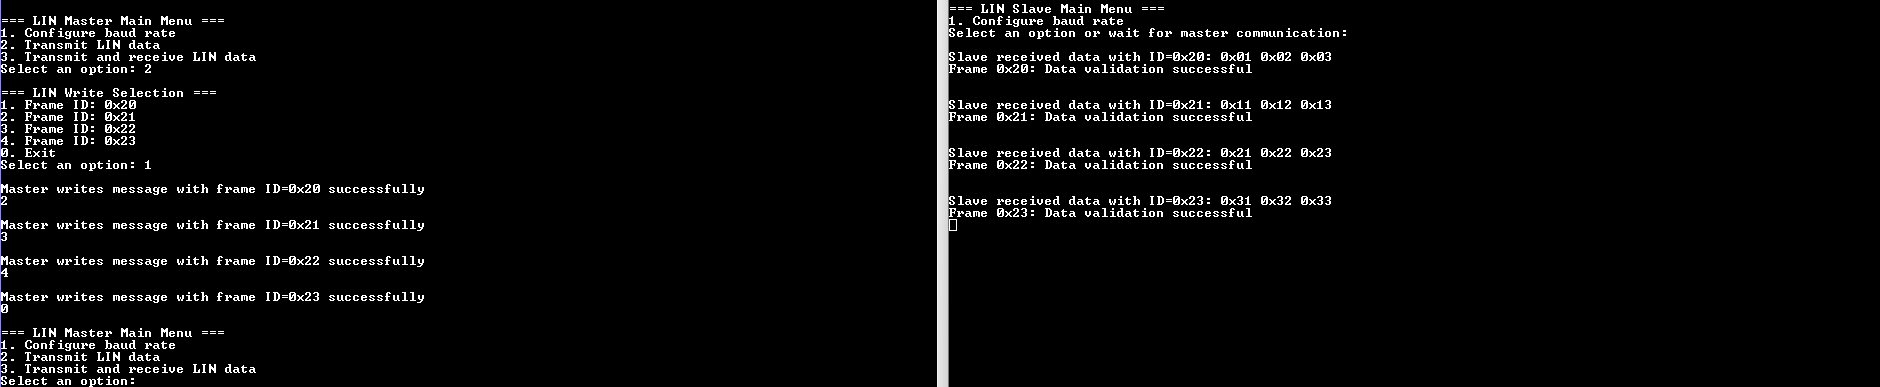 === LIN Master Main Menu ===
1. Configure baud rate
2. Transmit LIN data
3. Transmit and receive LIN data
Select an option: 2
=== LIN Write Selection ===
1. Frame ID: 0x20
2. Frame ID: 0x21
3. Frame ID: 0x22
4. Frame ID: 0x23
0. Exit
Select an option: 1
Master writes message with frame ID=0x20 successfully
2
Master writes message with frame ID=0x21 successfully
3
Master writes message with frame ID=0x22 successfully
4
Master writes message with frame ID=0x23 successfully
0
=== LIN Master Main Menu ===
1. Configure baud rate
2. Transmit LIN data
3. Transmit and receive LIN data
Select an option:
=== LIN Slave Main Menu ===
1. Configure baud rate
Select an option or wait for master communication:
Slave received data with ID=0x20: 0x01 0x02 0x03
Frame 0x20: Data validation successful
Slave received data with ID=0x21: 0x11 0x12 0x13
Frame 0x21: Data validation successful
Slave received data with ID=0x22: 0x21 0x22 0x23
Frame 0x22: Data validation successful
Slave received data with ID=0x23: 0x31 0x32 0x33
Frame 0x23: Data validation successful